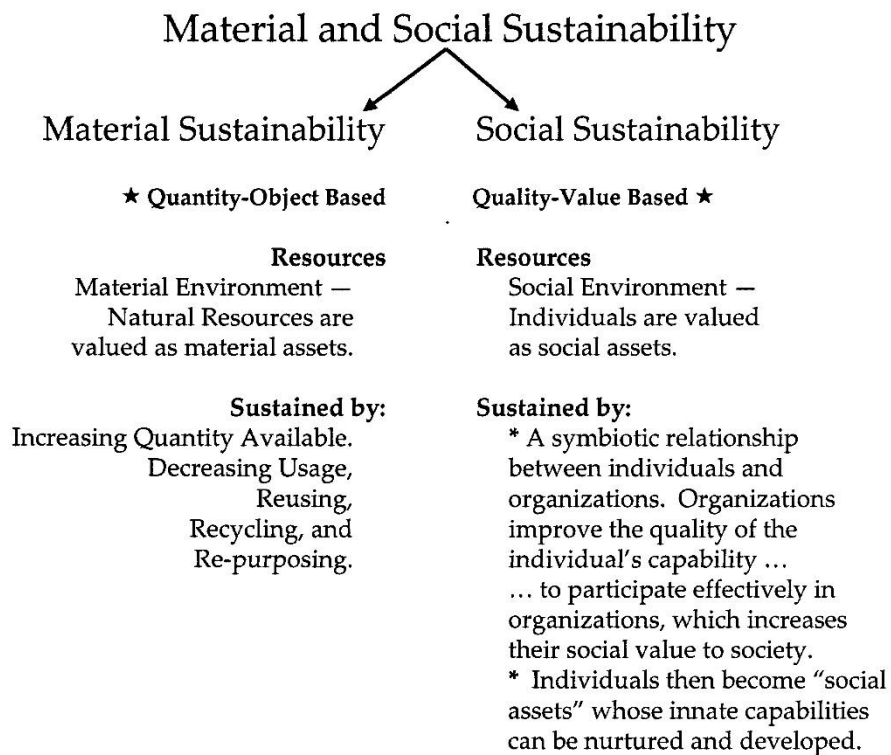 Material and Social Sustainability
Material Sustainability
★ Quantity-Object Based
Resources
Material Environment —
Natural Resources are
valued as material assets.
Sustained by:
Increasing Quantity Available.
Decreasing Usage,
Reusing,
Recycling, and
Re-purposing.
Social Sustainability
Quality-Value Based ★
Resources
Social Environment —
Individuals are valued
as social assets.
Sustained by:
* A symbiotic relationship
between individuals and
organizations. Organizations
improve the quality of the
individual's capability ...
... to participate effectively in
organizations, which increases
their social value to society.
* Individuals then become "social
assets" whose innate capabilities
can be nurtured and developed.